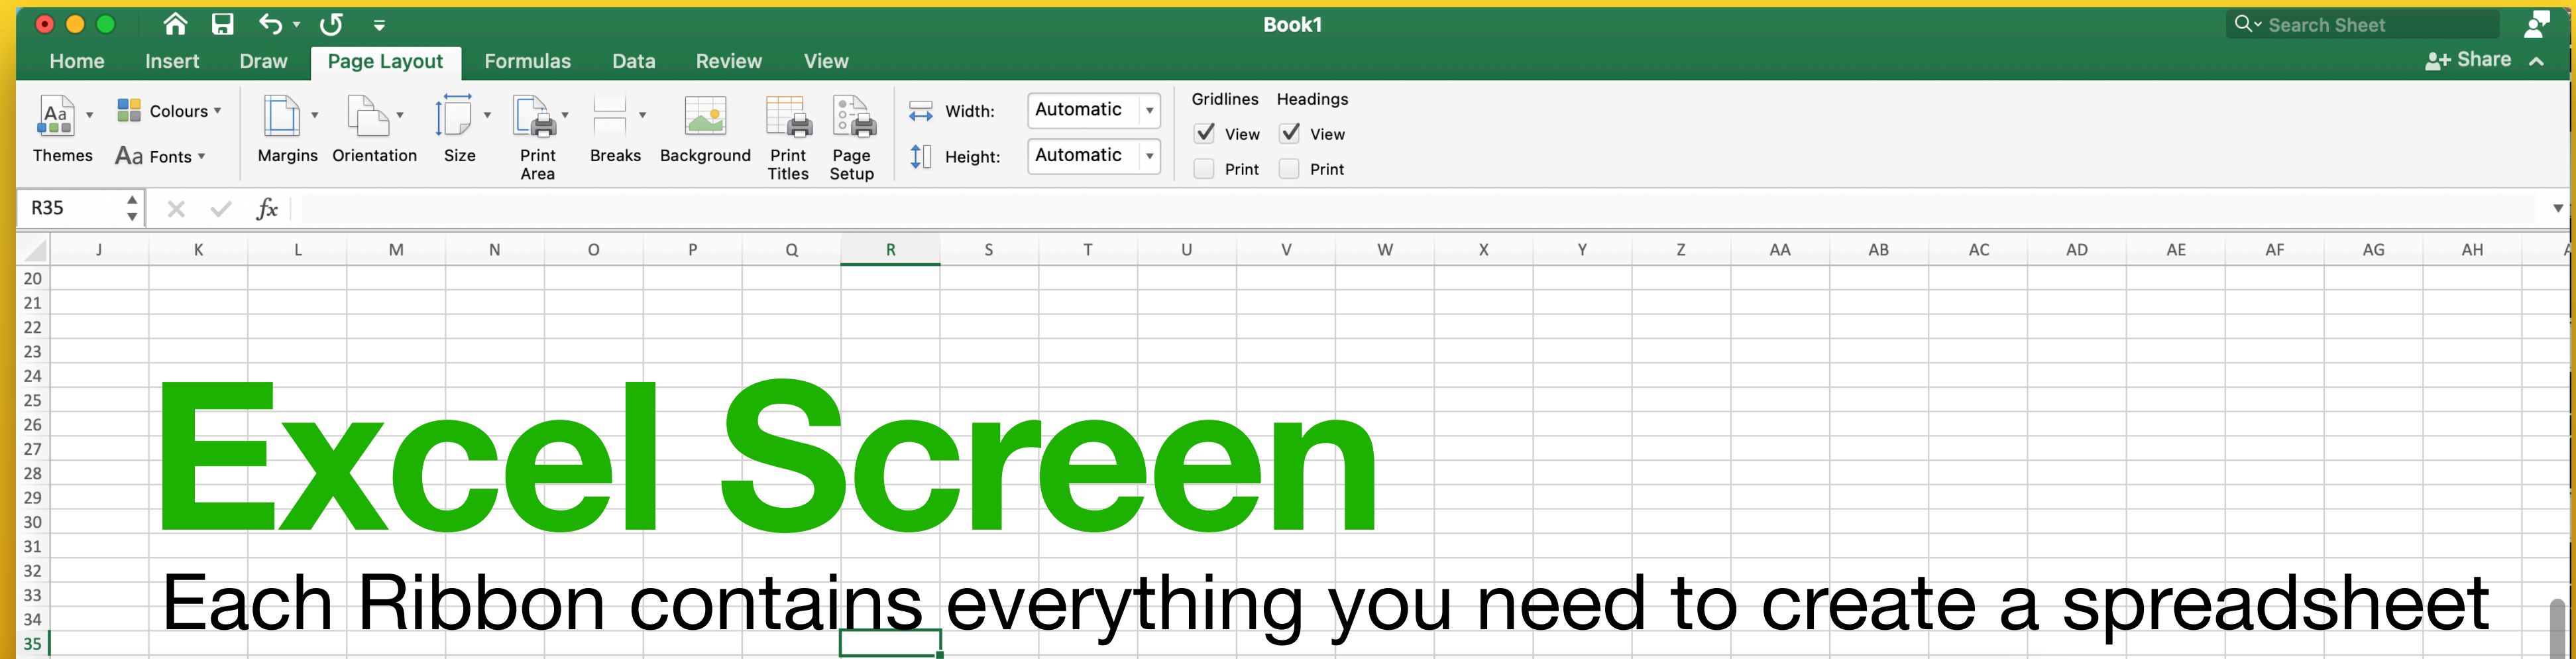 Book1
Search Sheet
Home Insert Draw Page Layout Formulas Data Review View
Share
Aa Themes
Colours
Aa Fonts
Margins Orientation Size Print Area Breaks Background Print Titles Page Setup
Width: Automatic
Height: Automatic
Gridlines Headings
View View
Print Print
R35 fx
J K L M N O P Q R S T U V W X Y Z AA AB AC AD AE AF AG AH
20
21
22
23
24
25
26
27
28
29
30
31
32
33
34
35
Excel Screen
Each Ribbon contains everything you need to create a spreadsheet